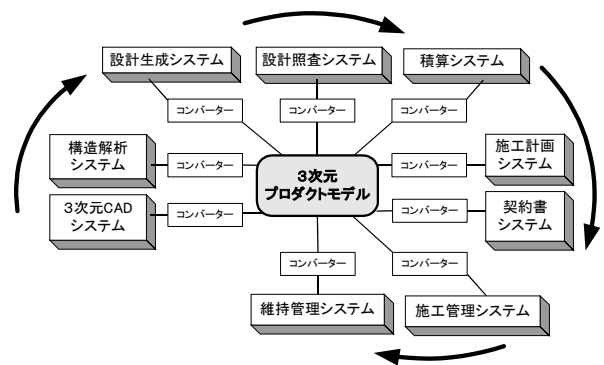 設計生成システム
設計照査システム
積算システム
コンバーター
コンバーター
コンバーター
構造解析
システム
コンバーター
3次元
プロダクトモデル
コンバーター
施工計画
システム
3次元CAD
システム
コンバーター
コンバーター
契約書
システム
コンバーター
コンバーター
維持管理システム
施工管理システム